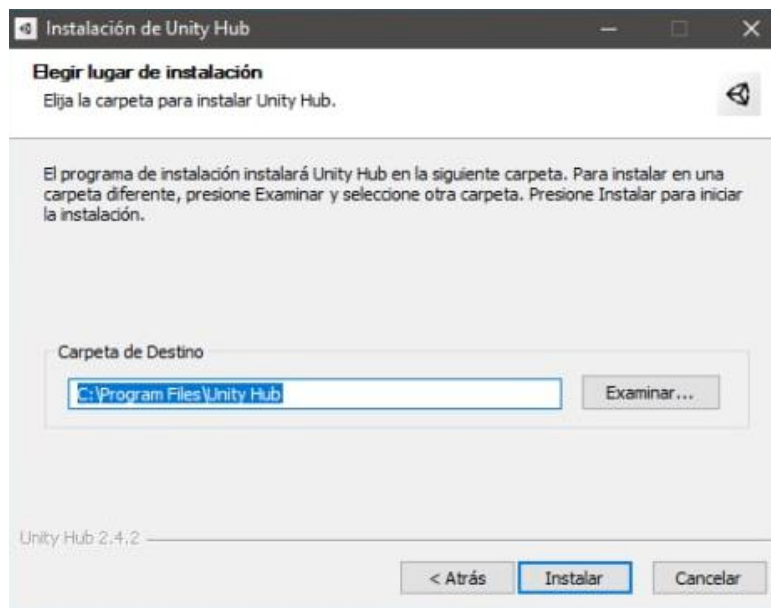 Instalación de Unity Hub
Elegir lugar de instalación
Elija la carpeta para instalar Unity Hub.
El programa de instalación instalará Unity Hub en la siguiente carpeta. Para instalar en una
carpeta diferente, presione Examinar y seleccione otra carpeta. Presione Instalar para iniciar
la instalación.
Carpeta de Destino
C:\Program Files\Unity Hub
Examinar...
Unity Hub 2.4.2
< Atrás
Instalar
Cancelar